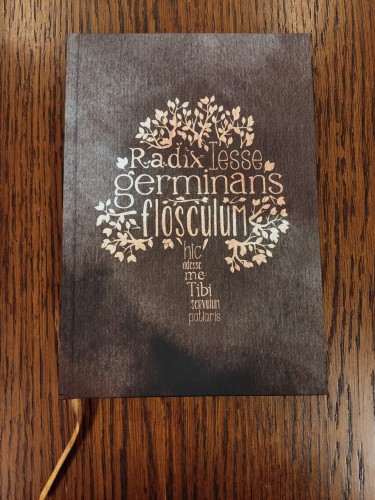 Radix Iesse
germinans
flosculum
hic
adesse
me
Tibi
servulum
patiaris